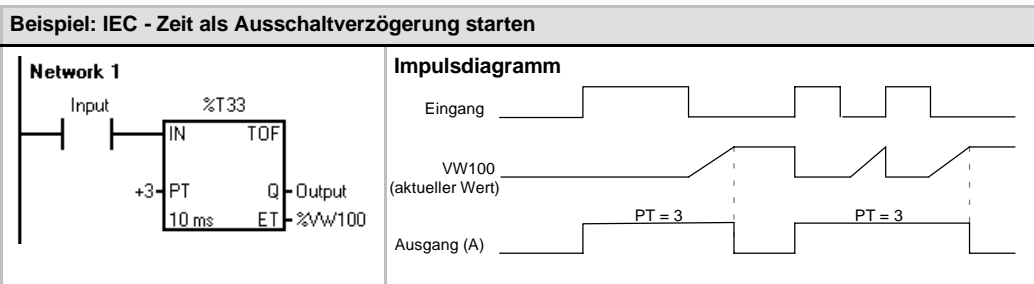 Beispiel: IEC - Zeit als Ausschaltverzögerung starten
Network 1
Input
%T33
IN TOF
+3 PT Q Output
10 ms ET %VW100
Impulsdiagramm
Eingang
VW100
(aktueller Wert)
PT = 3 PT = 3
Ausgang (A)